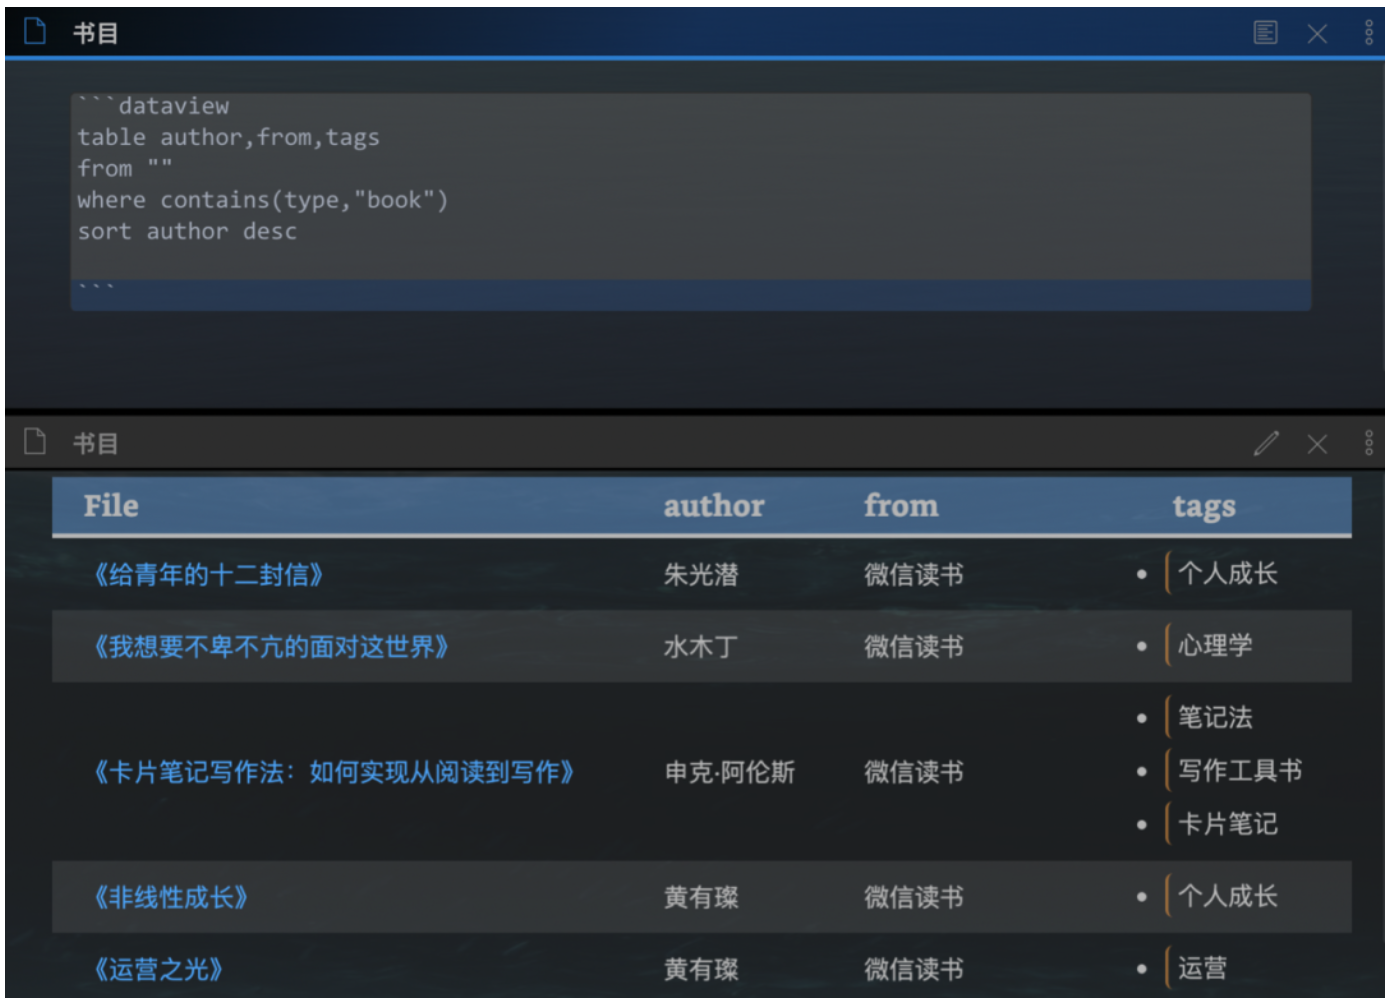 书目
```dataview
table author,from,tags
from ""
where contains(type,"book")
sort author desc
```
书目
File author from tags
《给青年的十二封信》 朱光潜 微信读书 • 个人成长
《我想要不卑不亢的面对这世界》 水木丁 微信读书 • 心理学
• 笔记法
《卡片笔记写作法：如何实现从阅读到写作》 申克·阿伦斯 微信读书 • 写作工具书
• 卡片笔记
《非线性成长》 黄有璨 微信读书 • 个人成长
《运营之光》 黄有璨 微信读书 • 运营